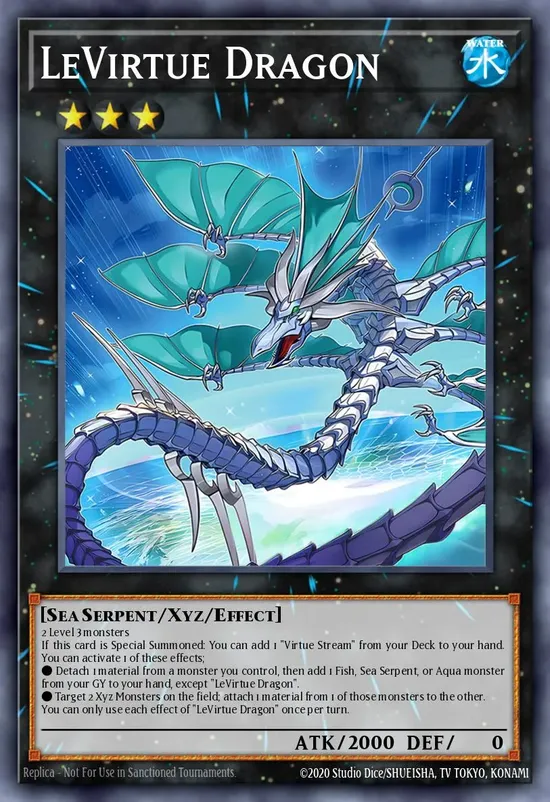 LeVirtue Dragon
WATER
水
[Sea Serpent/Xyz/Effect]
2 Level 3 monsters
If this card is Special Summoned: You can add 1 "Virtue Stream" from your Deck to your hand.
You can activate 1 of these effects;
● Detach 1 material from a monster you control, then add 1 Fish, Sea Serpent, or Aqua monster
from your GY to your hand, except "LeVirtue Dragon".
● Target 2 Xyz Monsters on the field; attach 1 material from 1 of those monsters to the other.
You can only use each effect of "LeVirtue Dragon" once per turn.
ATK/2000 DEF/ 0
Replica - Not For Use in Sanctioned Tournaments. ©2020 Studio Dice/SHUEISHA, TV TOKYO, KONAMI